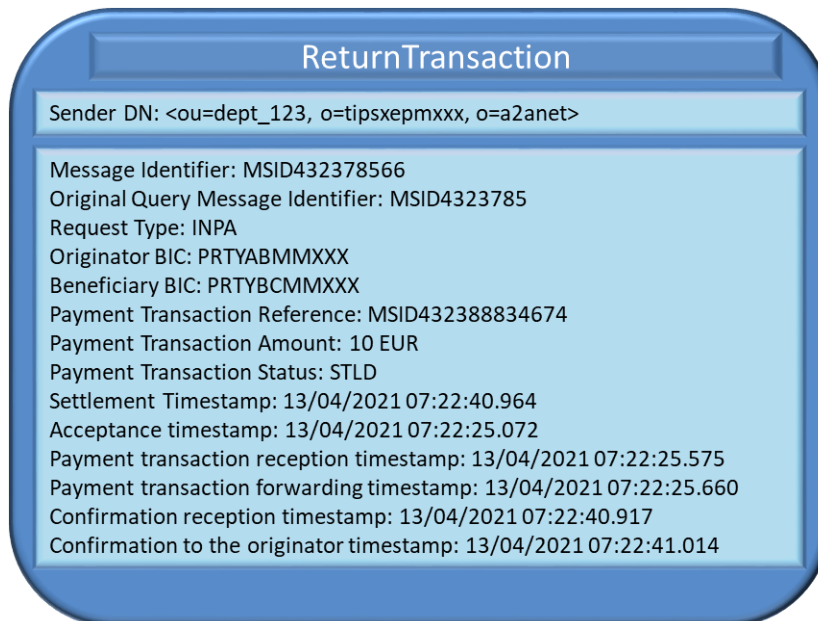 ReturnTransaction
Sender DN: <ou=dept_123, o=tipsxepmxxx, o=a2anet>
Message Identifier: MSID432378566
Original Query Message Identifier: MSID4323785
Request Type: INPA
Originator BIC: PRTYABMMXXX
Beneficiary BIC: PRTYBCMMXXX
Payment Transaction Reference: MSID432388834674
Payment Transaction Amount: 10 EUR
Payment Transaction Status: STLD
Settlement Timestamp: 13/04/2021 07:22:40.964
Acceptance timestamp: 13/04/2021 07:22:25.072
Payment transaction reception timestamp: 13/04/2021 07:22:25.575
Payment transaction forwarding timestamp: 13/04/2021 07:22:25.660
Confirmation reception timestamp: 13/04/2021 07:22:40.917
Confirmation to the originator timestamp: 13/04/2021 07:22:41.014